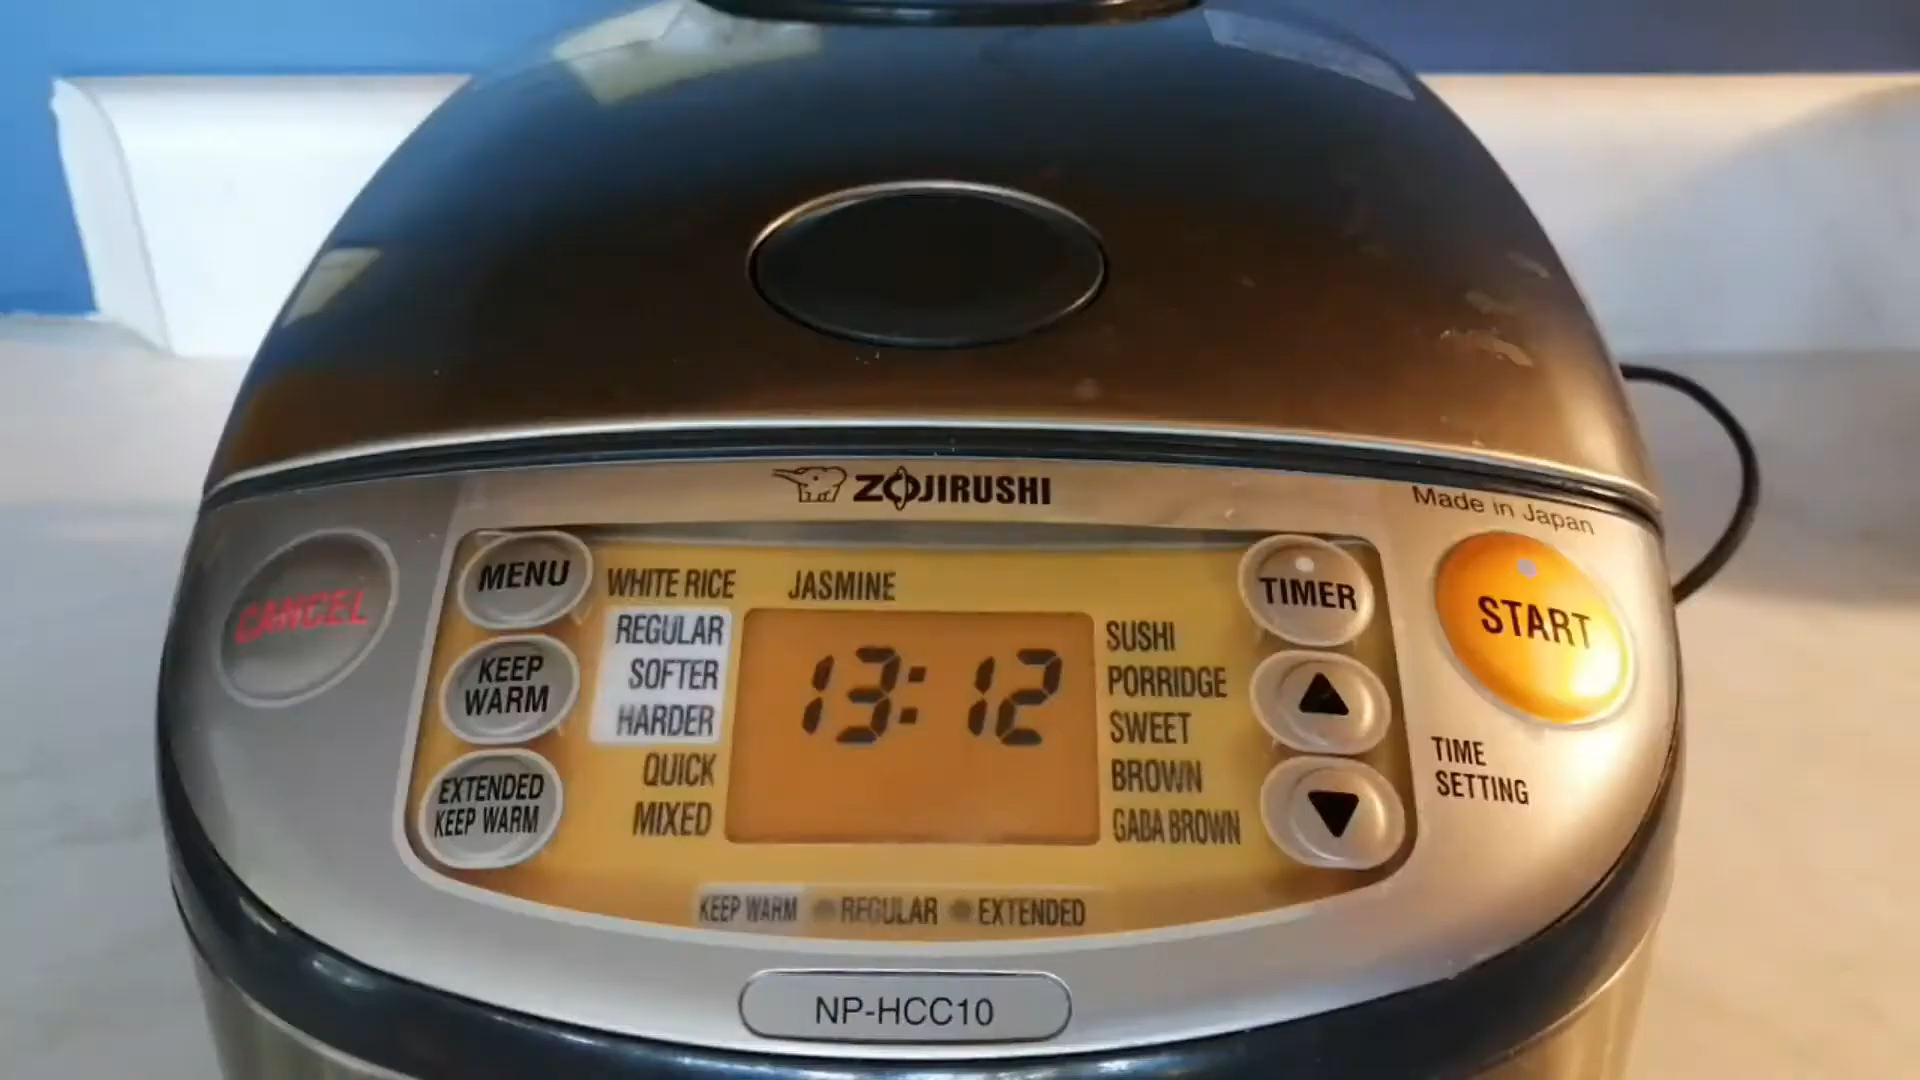 ZOJIRUSHI
Made in Japan
CANCEL
MENU
KEEP
WARM
EXTENDED
KEEP WARM
WHITE RICE
REGULAR
SOFTER
HARDER
QUICK
MIXED
JASMINE
13:12
SUSHI
PORRIDGE
SWEET
BROWN
GABA BROWN
TIMER
▲
▼
START
TIME
SETTING
KEEP WARM ●REGULAR ●EXTENDED
NP-HCC10